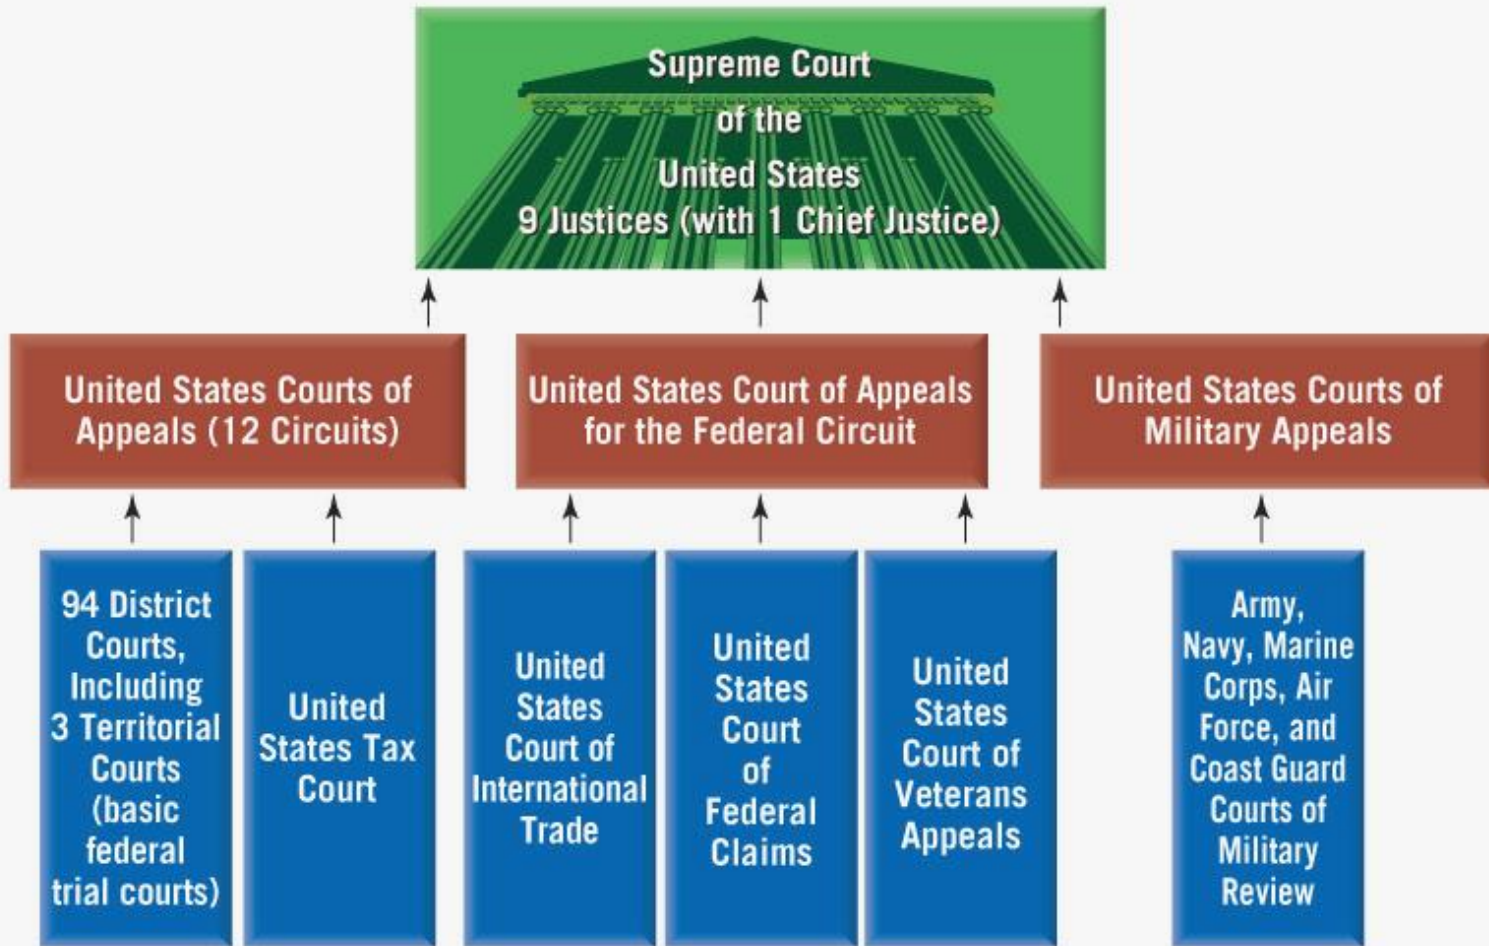 Supreme Court
of the
United States
9 Justices (with 1 Chief Justice)
United States Courts of
Appeals (12 Circuits)
United States Court of Appeals
for the Federal Circuit
United States Courts of
Military Appeals
94 District
Courts,
Including
3 Territorial
Courts
(basic
federal
trial courts)
United
States Tax
Court
United
States
Court of
International
Trade
United
States
Court
of
Federal
Claims
United
States
Court of
Veterans
Appeals
Army,
Navy, Marine
Corps, Air
Force, and
Coast Guard
Courts of
Military
Review